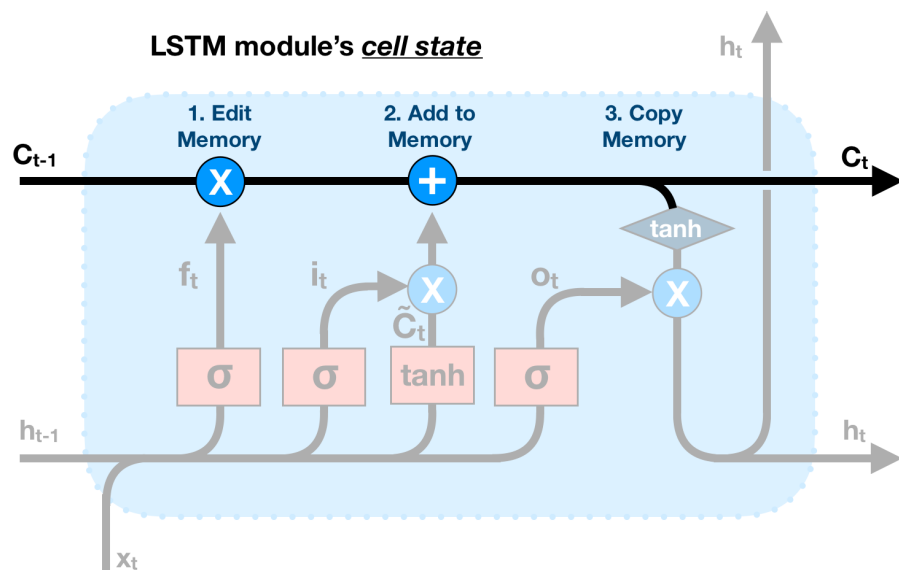 LSTM module's cell state
hₜ
1. Edit
Memory
2. Add to
Memory
3. Copy
Memory
Cₜ₋₁
Cₜ
X
+
tanh
fₜ
iₜ
X
oₜ
X
C̃ₜ
σ
σ
tanh
σ
hₜ₋₁
hₜ
xₜ